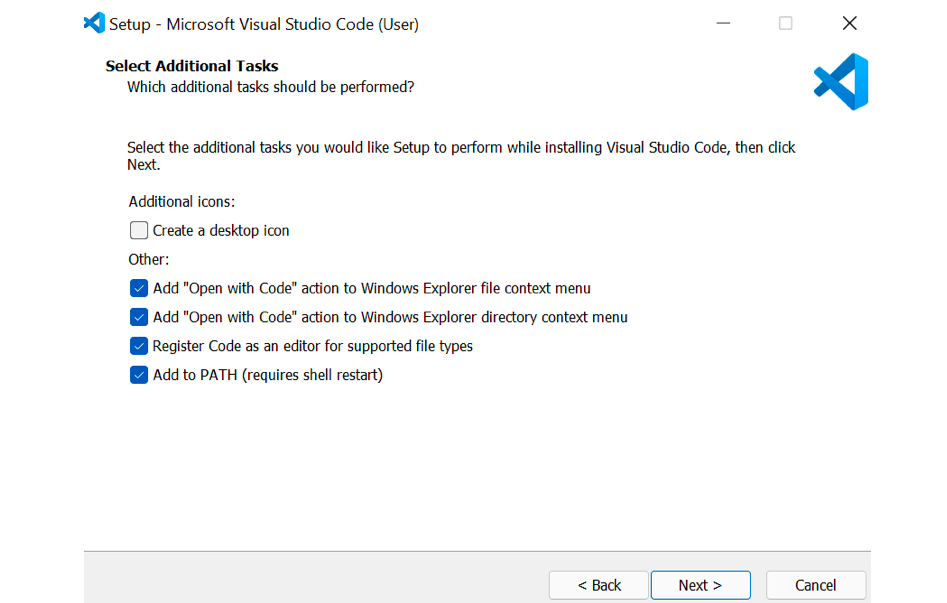 Setup - Microsoft Visual Studio Code (User)
Select Additional Tasks
Which additional tasks should be performed?
Select the additional tasks you would like Setup to perform while installing Visual Studio Code, then click
Next.
Additional icons:
Create a desktop icon
Other:
Add "Open with Code" action to Windows Explorer file context menu
Add "Open with Code" action to Windows Explorer directory context menu
Register Code as an editor for supported file types
Add to PATH (requires shell restart)
< Back Next > Cancel